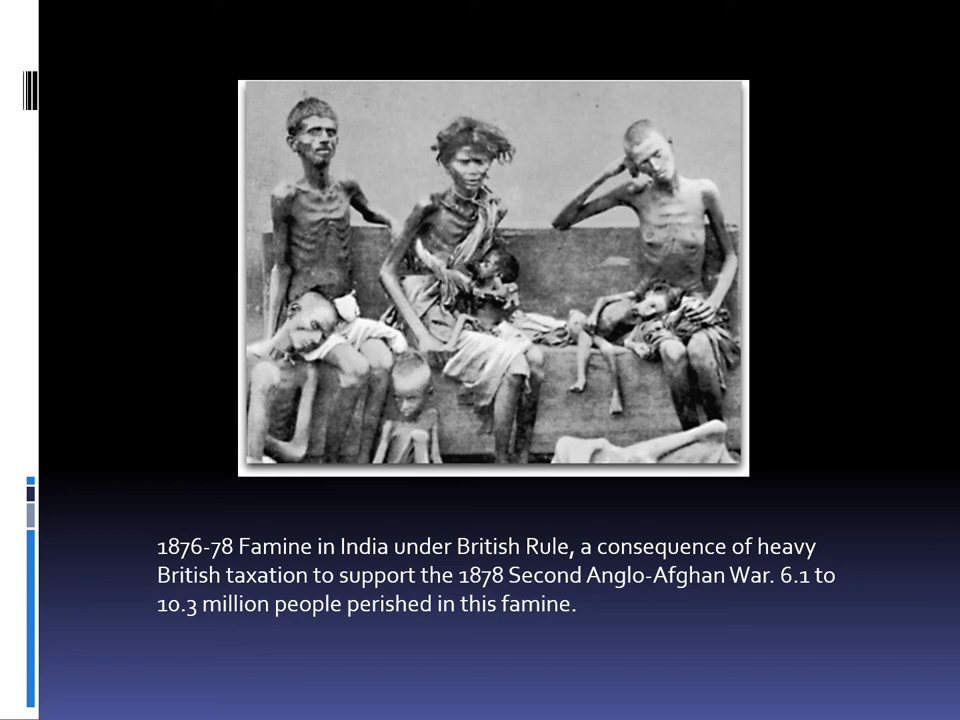 1876-78 Famine in India under British Rule, a consequence of heavy
British taxation to support the 1878 Second Anglo-Afghan War. 6.1 to
10.3 million people perished in this famine.